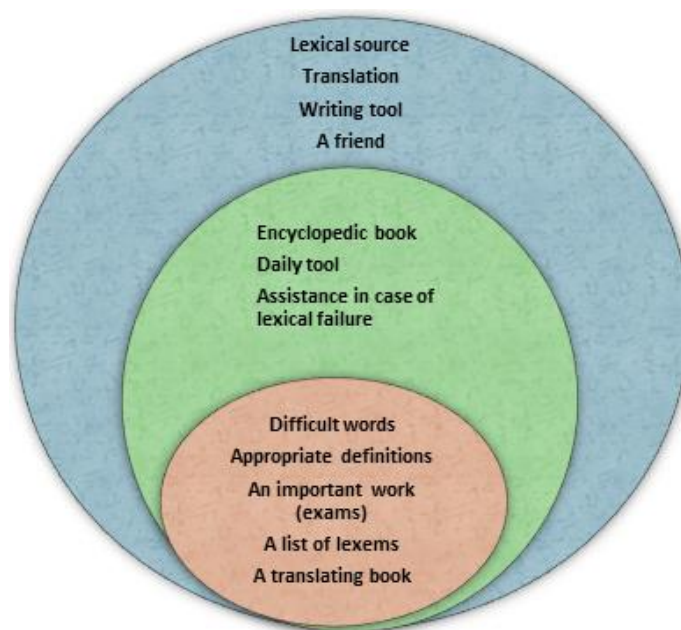 Lexical source
Translation
Writing tool
A friend
Encyclopedic book
Daily tool
Assistance in case of
lexical failure
Difficult words
Appropriate definitions
An important work
(exams)
A list of lexems
A translating book